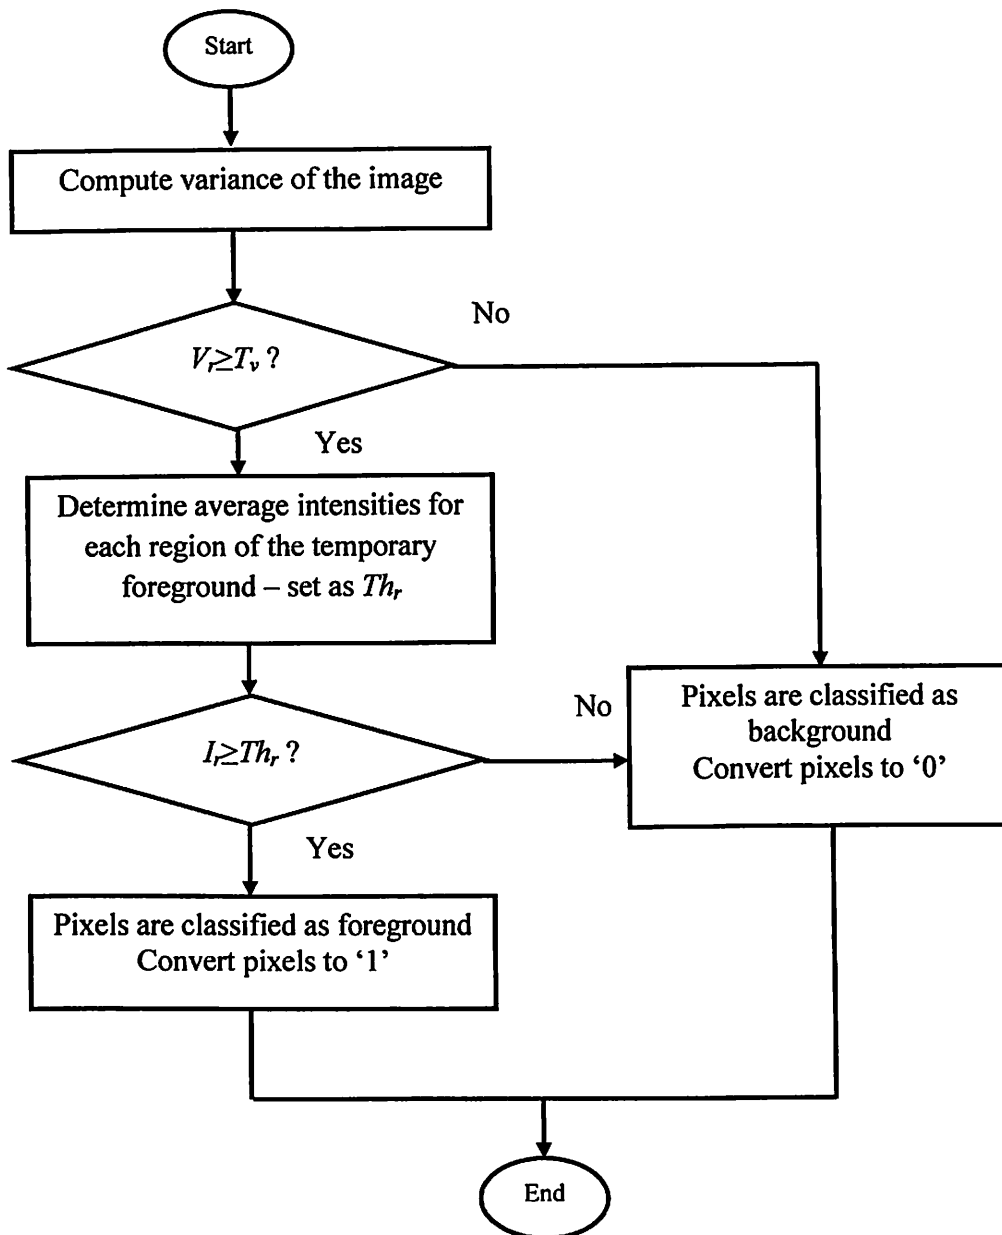 Start
Compute variance of the image
No
Vr≥Tv ?
Yes
Determine average intensities for
each region of the temporary
foreground – set as Thr
No
Pixels are classified as
background
Convert pixels to ‘0’
Ir≥Thr ?
Yes
Pixels are classified as foreground
Convert pixels to ‘1’
End